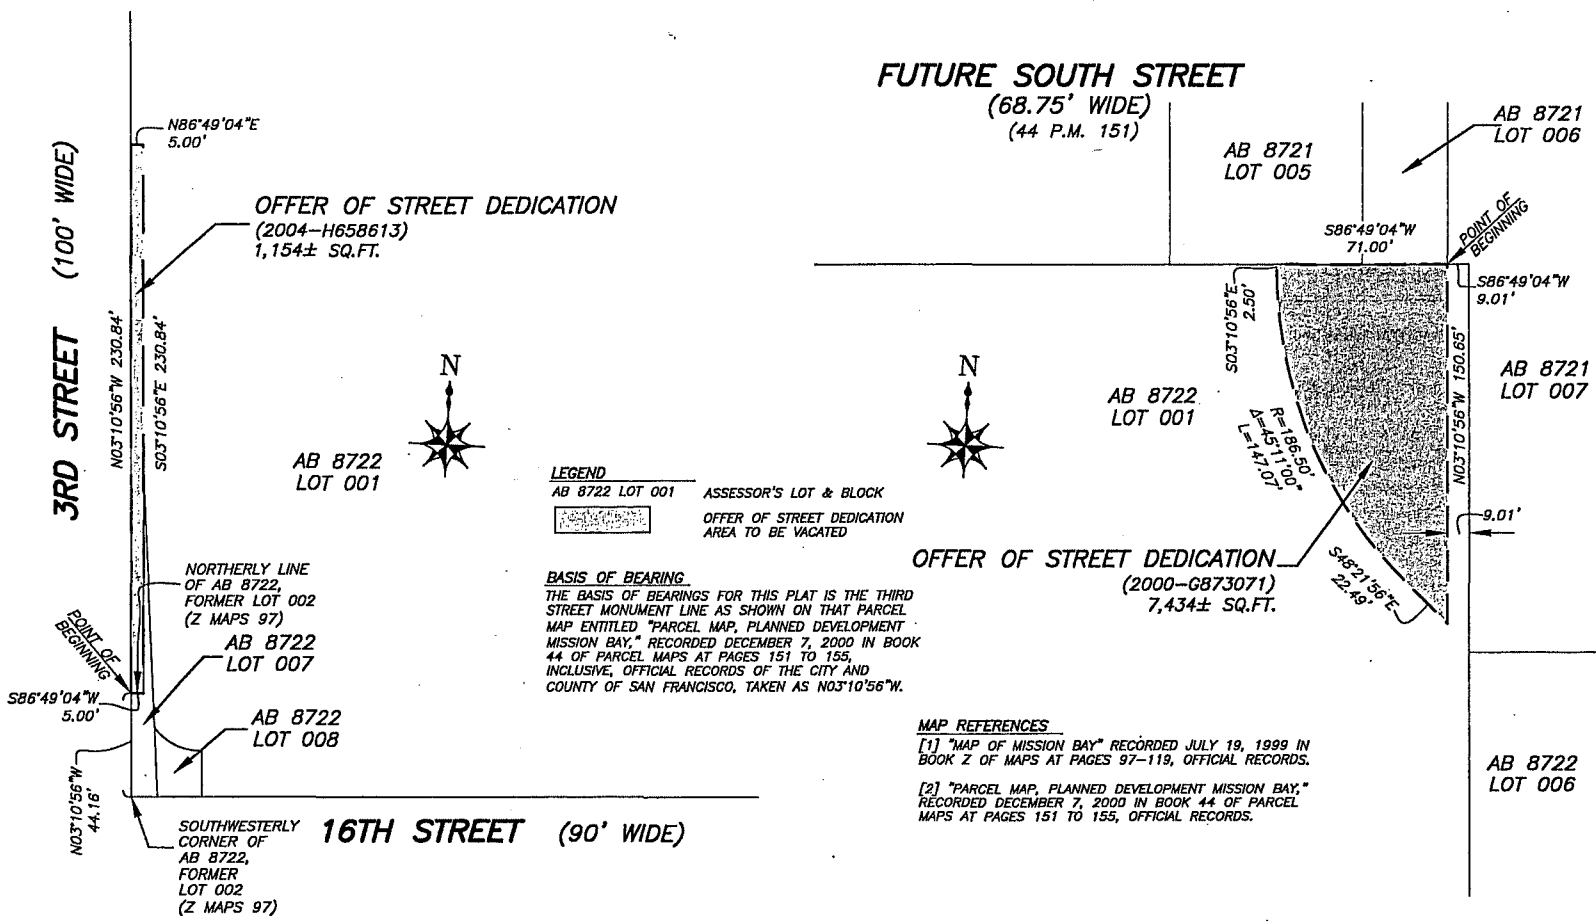 N86°49'04"E
5.00'
3RD STREET (100' WIDE)
OFFER OF STREET DEDICATION
(2004-H658613)
1,154± SQ.FT.
N03°10'56"W 230.84'
S03°10'56"E 230.84'
N
AB 8722
LOT 001
NORTHERLY LINE
OF AB 8722,
FORMER LOT 002
(Z MAPS 97)
POINT OF
BEGINNING
AB 8722
LOT 007
S86°49'04"W
5.00'
AB 8722
LOT 008
N03°10'56"W
44.16'
SOUTHWESTERLY
CORNER OF
AB 8722,
FORMER
LOT 002
(Z MAPS 97)
16TH STREET (90' WIDE)
LEGEND
AB 8722 LOT 001 ASSESSOR'S LOT & BLOCK
OFFER OF STREET DEDICATION
AREA TO BE VACATED
BASIS OF BEARING
THE BASIS OF BEARINGS FOR THIS PLAT IS THE THIRD
STREET MONUMENT LINE AS SHOWN ON THAT PARCEL
MAP ENTITLED "PARCEL MAP, PLANNED DEVELOPMENT
MISSION BAY," RECORDED DECEMBER 7, 2000 IN BOOK
44 OF PARCEL MAPS AT PAGES 151 TO 155,
INCLUSIVE, OFFICIAL RECORDS OF THE CITY AND
COUNTY OF SAN FRANCISCO, TAKEN AS N03°10'56"W.
FUTURE SOUTH STREET
(68.75' WIDE)
(44 P.M. 151)
AB 8721
LOT 005
AB 8721
LOT 006
S86°49'04"W
71.00'
POINT OF
BEGINNING
S86°49'04"W
9.01'
S03°10'56"E
2.50'
N
AB 8722
LOT 001
R=186.50'
Δ=45°11'00"
L=147.07'
N03°10'56"W 150.65'
AB 8721
LOT 007
9.01'
OFFER OF STREET DEDICATION
(2000-G873071)
7,434± SQ.FT.
S48°21'56"E
22.49'
MAP REFERENCES
[1] "MAP OF MISSION BAY" RECORDED JULY 19, 1999 IN
BOOK Z OF MAPS AT PAGES 97-119, OFFICIAL RECORDS.
[2] "PARCEL MAP, PLANNED DEVELOPMENT MISSION BAY,"
RECORDED DECEMBER 7, 2000 IN BOOK 44 OF PARCEL
MAPS AT PAGES 151 TO 155, OFFICIAL RECORDS.
AB 8722
LOT 006